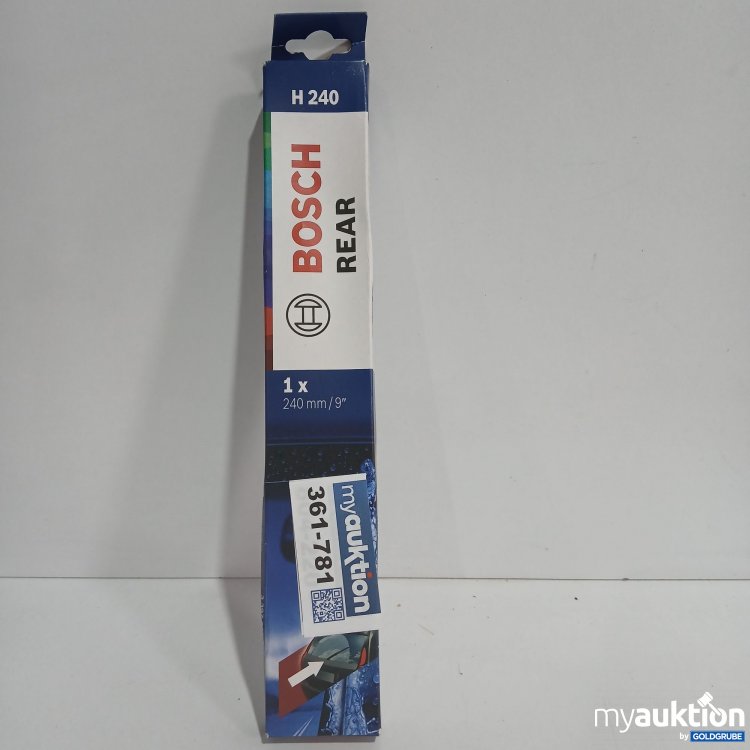 H 240
BOSCH
REAR
1 x
240 mm / 9"
myauktion
361-781
myauktion
by GOLDGRUBE